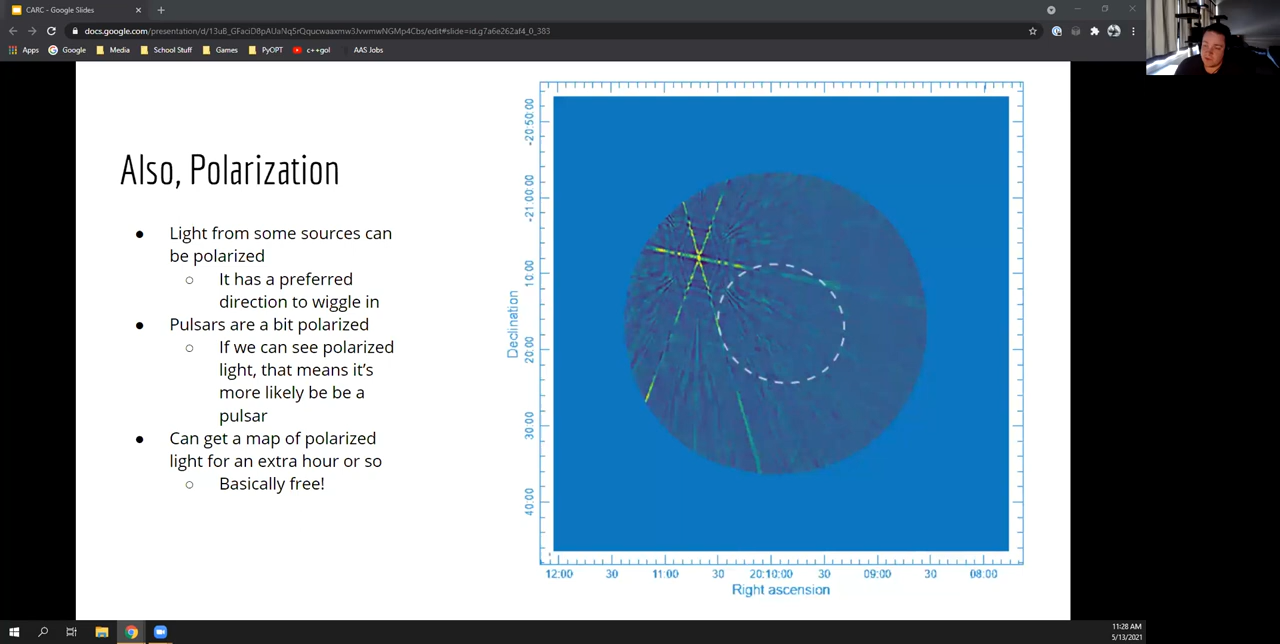 CARC - Google Slides
docs.google.com/presentation/d/13uB_GFaciD8pAUaNq5rQqucwaaxmw3JvwmwNGMp4Cbs/edit#slide=id.g7a6e262af4_0_383
Apps Google Media School Stuff Games PyOPT c++gol AAS Jobs
Also, Polarization
● Light from some sources can
be polarized
○ It has a preferred
direction to wiggle in
● Pulsars are a bit polarized
○ If we can see polarized
light, that means it's
more likely be be a
pulsar
● Can get a map of polarized
light for an extra hour or so
○ Basically free!
Declination
-20:50:00
-21:00:00
10:00
20:00
30:00
40:00
12:00 30 11:00 30 20:10:00 30 09:00 30 08:00
Right ascension
11:28 AM
5/13/2021